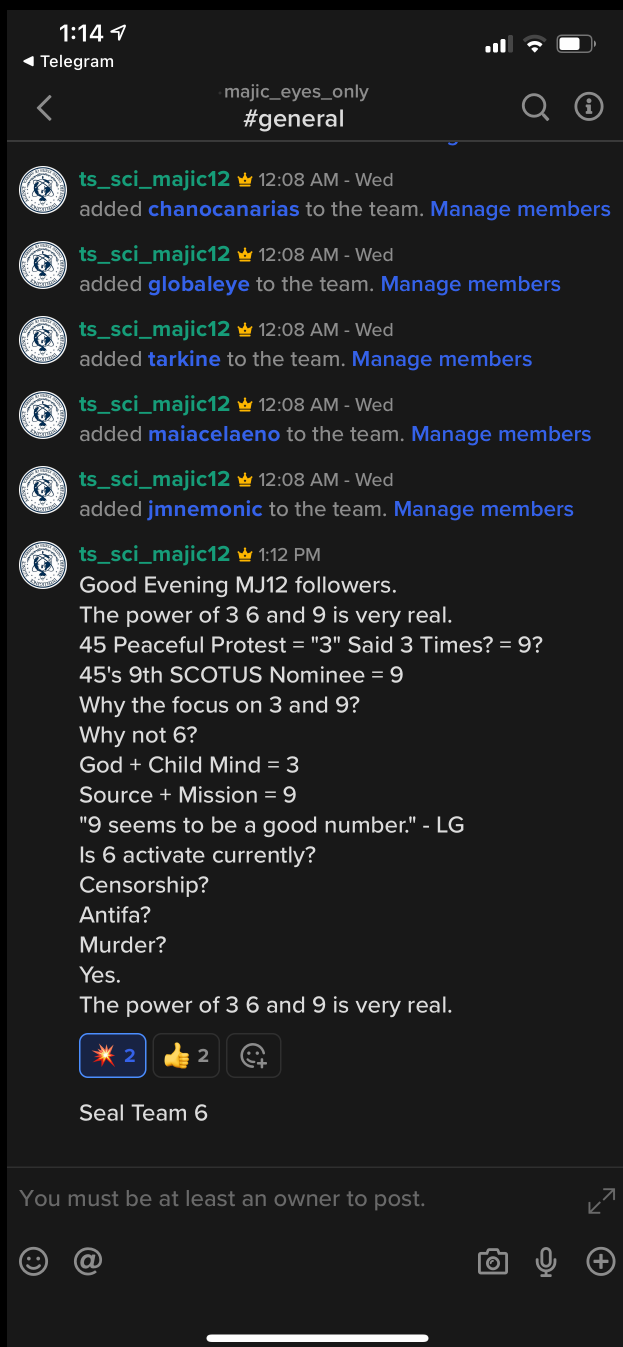 1:14
◀ Telegram
majic_eyes_only
#general
ts_sci_majic12 12:08 AM - Wed
added chanocanarias to the team. Manage members
ts_sci_majic12 12:08 AM - Wed
added globaleye to the team. Manage members
ts_sci_majic12 12:08 AM - Wed
added tarkine to the team. Manage members
ts_sci_majic12 12:08 AM - Wed
added maiacelaeno to the team. Manage members
ts_sci_majic12 12:08 AM - Wed
added jmnemonic to the team. Manage members
ts_sci_majic12 1:12 PM
Good Evening MJ12 followers.
The power of 3 6 and 9 is very real.
45 Peaceful Protest = "3" Said 3 Times? = 9?
45's 9th SCOTUS Nominee = 9
Why the focus on 3 and 9?
Why not 6?
God + Child Mind = 3
Source + Mission = 9
"9 seems to be a good number." - LG
Is 6 activate currently?
Censorship?
Antifa?
Murder?
Yes.
The power of 3 6 and 9 is very real.
💥 2 👍 2
Seal Team 6
You must be at least an owner to post.
@